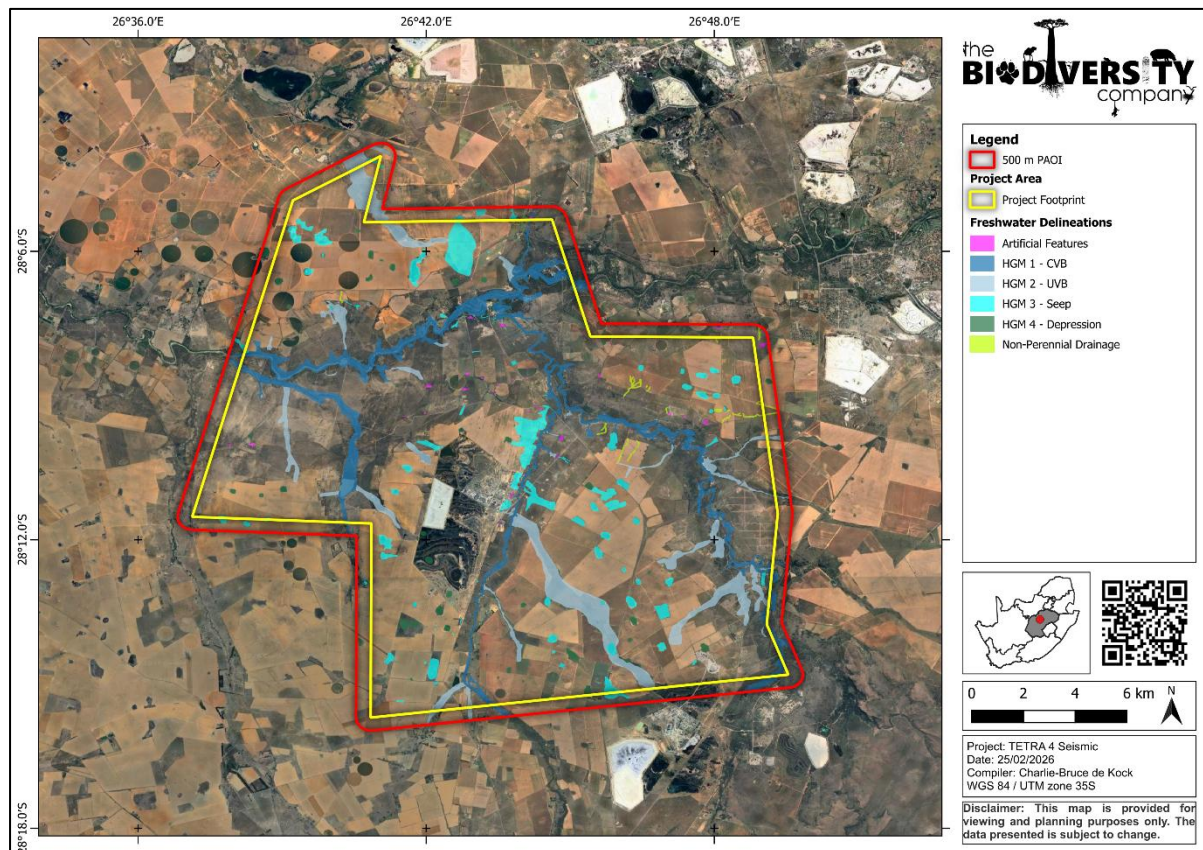 26°36.0'E
26°42.0'E
26°48.0'E
28°6.0'S
28°12.0'S
28°18.0'S
the
BIODIVERSITY
company
Legend
500 m PAOI
Project Area
Project Footprint
Freshwater Delineations
Artificial Features
HGM 1 - CVB
HGM 2 - UVB
HGM 3 - Seep
HGM 4 - Depression
Non-Perennial Drainage
0 2 4 6 km
N
Project: TETRA 4 Seismic
Date: 25/02/2026
Compiler: Charlie-Bruce de Kock
WGS 84 / UTM zone 35S
Disclaimer: This map is provided for
viewing and planning purposes only. The
data presented is subject to change.